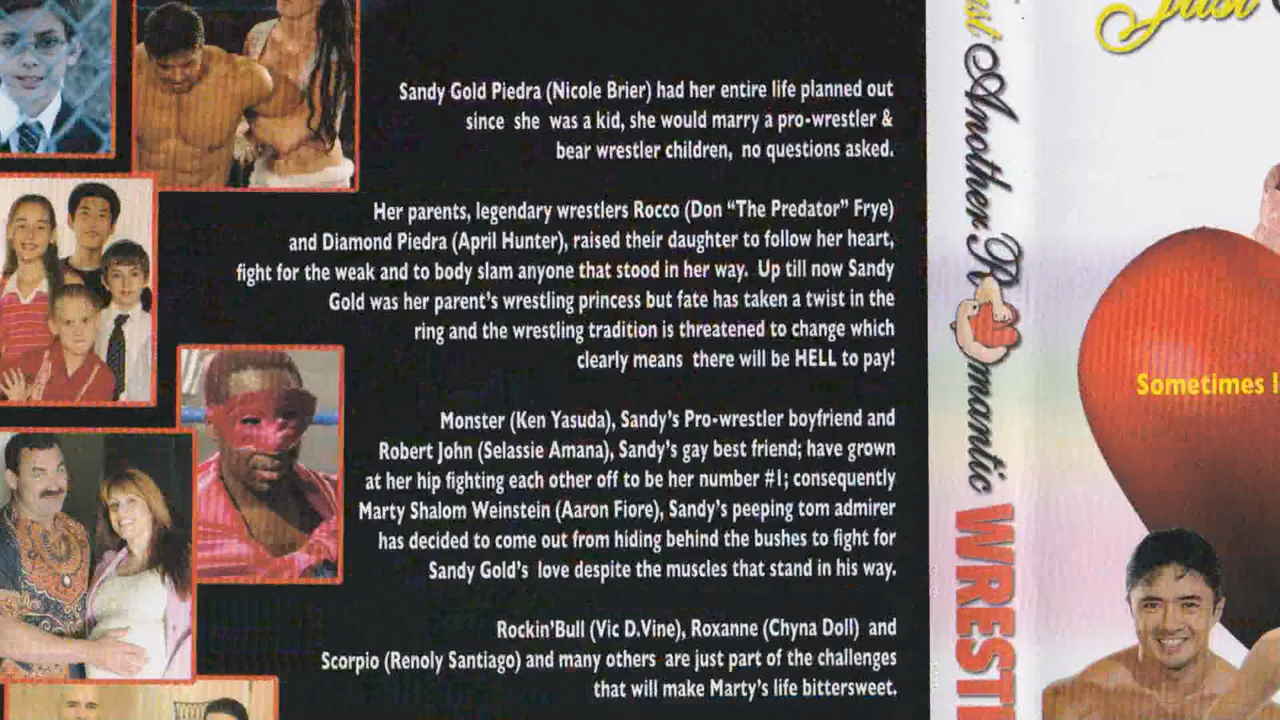 Sandy Gold Piedra (Nicole Brier) had her entire life planned out
since she was a kid, she would marry a pro-wrestler &
bear wrestler children, no questions asked.
Her parents, legendary wrestlers Rocco (Don “The Predator” Frye)
and Diamond Piedra (April Hunter), raised their daughter to follow her heart,
fight for the weak and to body slam anyone that stood in her way. Up till now Sandy
Gold was her parent’s wrestling princess but fate has taken a twist in the
ring and the wrestling tradition is threatened to change which
clearly means there will be HELL to pay!
Monster (Ken Yasuda), Sandy’s Pro-wrestler boyfriend and
Robert John (Selassie Amana), Sandy’s gay best friend; have grown
at her hip fighting each other off to be her number #1; consequently
Marty Shalom Weinstein (Aaron Fiore), Sandy’s peeping tom admirer
has decided to come out from hiding behind the bushes to fight for
Sandy Gold’s love despite the muscles that stand in his way.
Rockin’Bull (Vic D.Vine), Roxanne (Chyna Doll) and
Scorpio (Renoly Santiago) and many others are just part of the challenges
that will make Marty’s life bittersweet.
ust Another Romantic WREST
Just
Sometimes